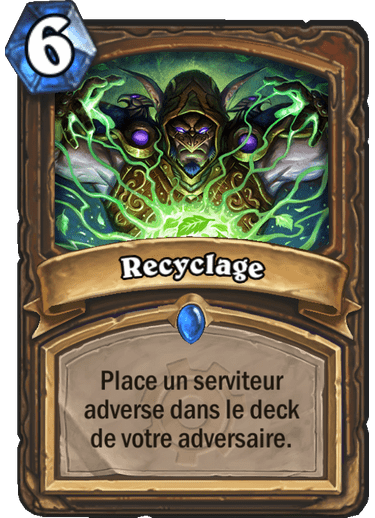 6
Recyclage
Place un serviteur
adverse dans le deck
de votre adversaire.